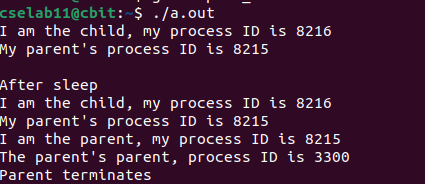 cselab11@cbit:~$ ./a.out
I am the child, my process ID is 8216
My parent's process ID is 8215
After sleep
I am the child, my process ID is 8216
My parent's process ID is 8215
I am the parent, my process ID is 8215
The parent's parent, process ID is 3300
Parent terminates